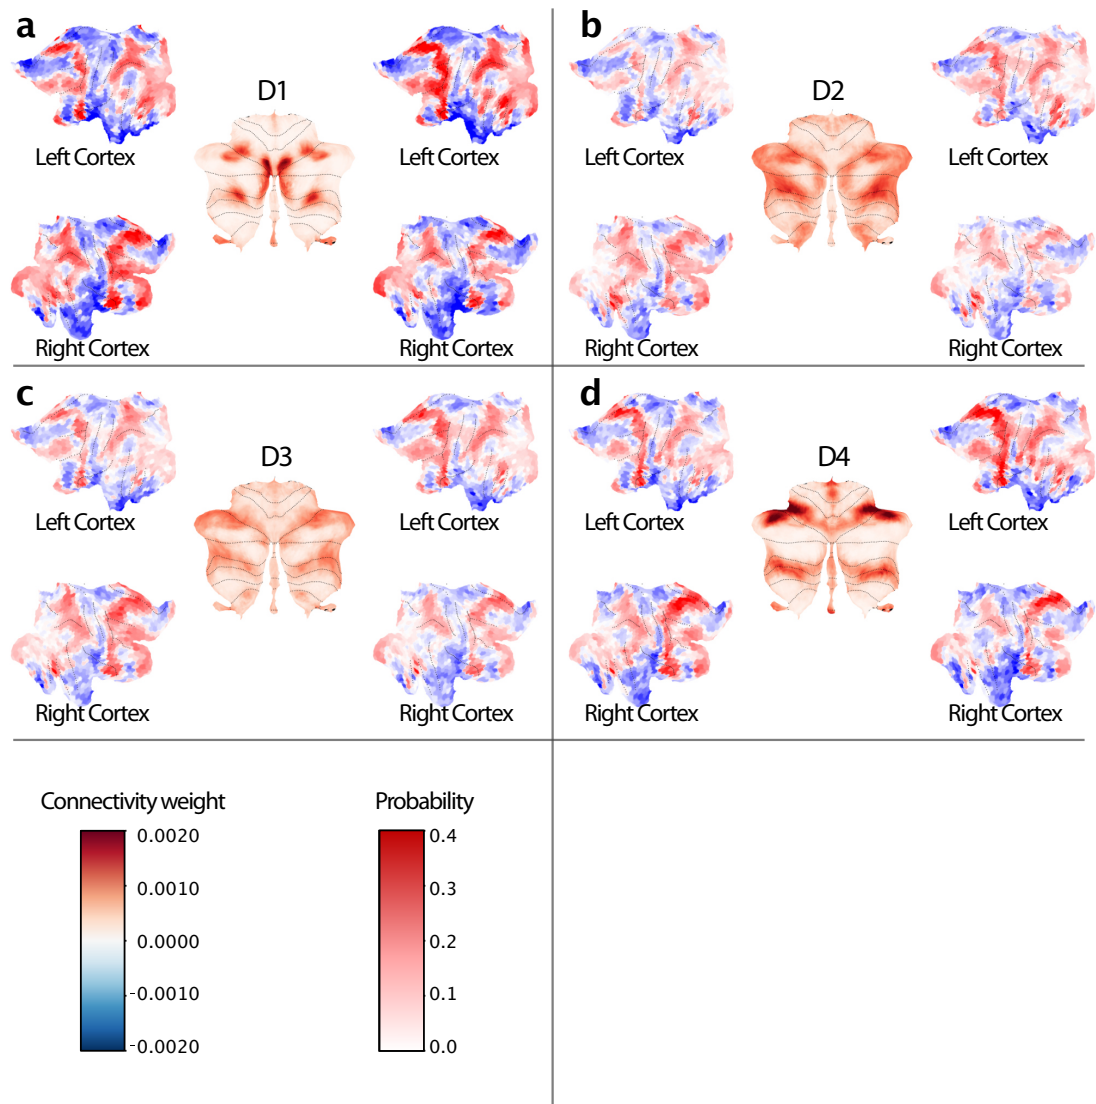 a
b
D1
D2
Left Cortex
Left Cortex
Left Cortex
Left Cortex
Right Cortex
Right Cortex
Right Cortex
Right Cortex
c
d
D3
D4
Left Cortex
Left Cortex
Left Cortex
Left Cortex
Right Cortex
Right Cortex
Right Cortex
Right Cortex
Connectivity weight
Probability
0.0020
0.0010
0.0000
-0.0010
-0.0020
0.4
0.3
0.2
0.1
0.0